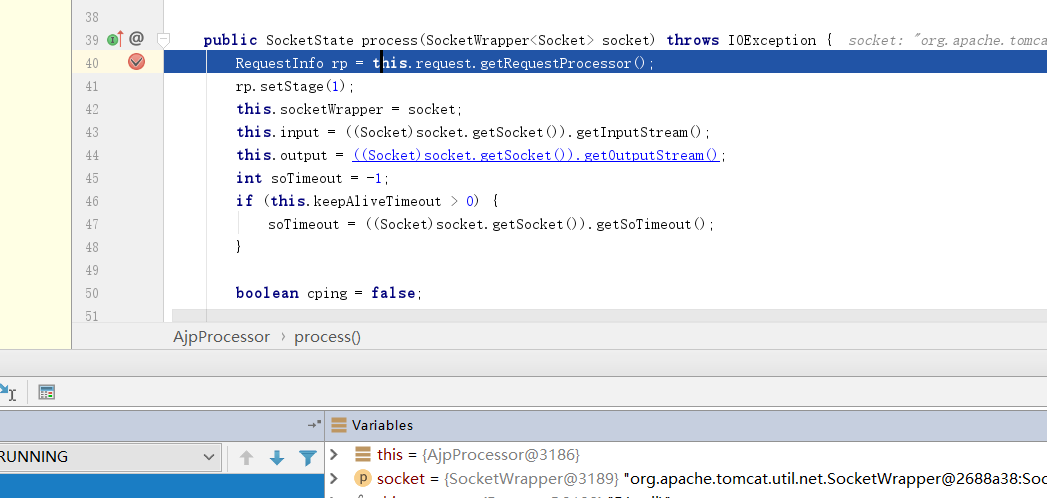 38
39 @ public SocketState process(SocketWrapper<Socket> socket) throws IOException { socket: "org.apache.tomca
40 RequestInfo rp = this.request.getRequestProcessor();
41 rp.setStage(1);
42 this.socketWrapper = socket;
43 this.input = ((Socket)socket.getSocket()).getInputStream();
44 this.output = ((Socket)socket.getSocket()).getOutputStream();
45 int soTimeout = -1;
46 if (this.keepAliveTimeout > 0) {
47 soTimeout = ((Socket)socket.getSocket()).getSoTimeout();
48 }
49
50 boolean cping = false;
51
AjpProcessor › process()
Variables
RUNNING
this = {AjpProcessor@3186}
socket = {SocketWrapper@3189} "org.apache.tomcat.util.net.SocketWrapper@2688a38:Soc